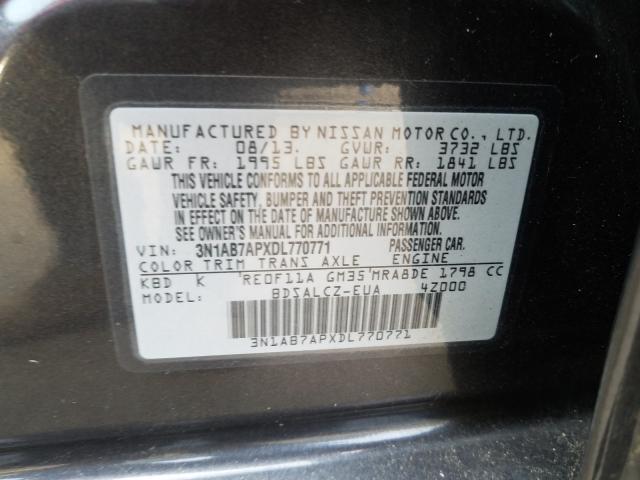 MANUFACTURED BY NISSAN MOTOR CO., LTD.
DATE: 08/13. GVWR: 3732 LBS
GAWR FR: 1995 LBS GAWR RR: 1841 LBS
THIS VEHICLE CONFORMS TO ALL APPLICABLE FEDERAL MOTOR
VEHICLE SAFETY, BUMPER AND THEFT PREVENTION STANDARDS
IN EFFECT ON THE DATE OF MANUFACTURE SHOWN ABOVE.
SEE OWNER'S MANUAL FOR ADDITIONAL INFORMATION.
VIN: 3N1AB7APXDL770771 PASSENGER CAR.
COLOR TRIM TRANS AXLE ENGINE
KBD K RE0F11A GM35 MRA8DE 1798 CC
MODEL: BDSALCZ-EUA 4Z000
3N1AB7APXDL770771